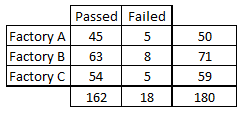 Passed Failed
Factory A 45 5 50
Factory B 63 8 71
Factory C 54 5 59
162 18 180